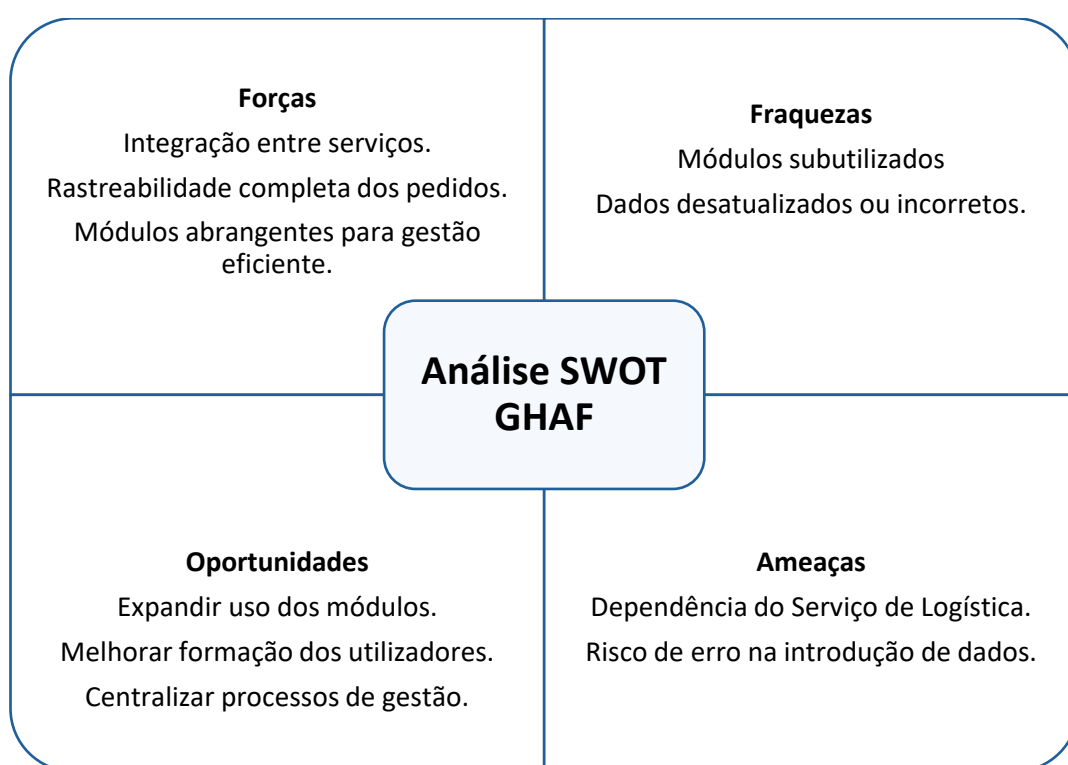 Forças
Integração entre serviços.
Rastreabilidade completa dos pedidos.
Módulos abrangentes para gestão
eficiente.
Fraquezas
Módulos subutilizados
Dados desatualizados ou incorretos.
Análise SWOT
GHAF
Oportunidades
Expandir uso dos módulos.
Melhorar formação dos utilizadores.
Centralizar processos de gestão.
Ameaças
Dependência do Serviço de Logística.
Risco de erro na introdução de dados.